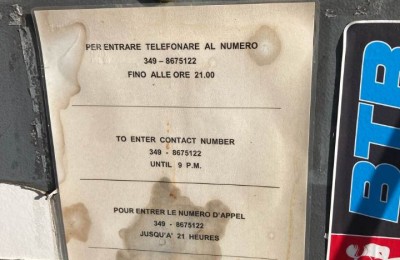 PER ENTRARE TELEFONARE AL NUMERO
349 - 8675122
FINO ALLE ORE 21.00
TO ENTER CONTACT NUMBER
349 - 8675122
UNTIL 9 P.M.
POUR ENTRER LE NUMÉRO D'APPEL
349 - 8675122
JUSQU'À 21 HEURES
BTB